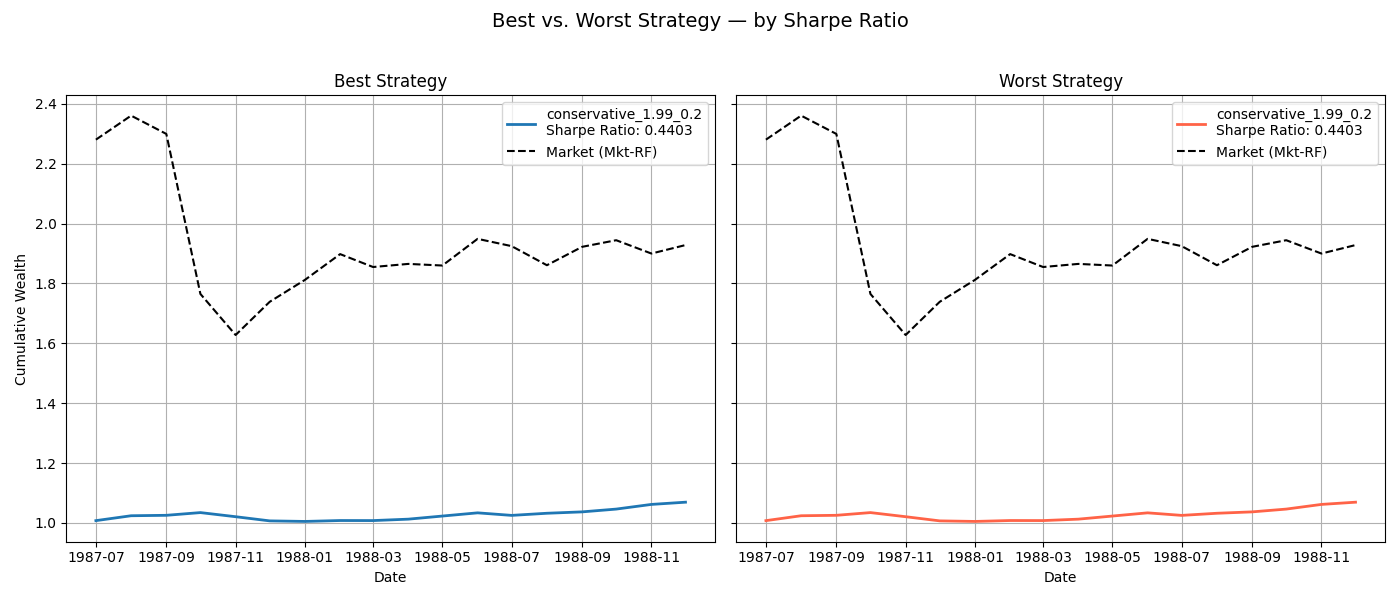 Best vs. Worst Strategy — by Sharpe Ratio
Best Strategy
conservative_1.99_0.2
Sharpe Ratio: 0.4403
Market (Mkt-RF)
Cumulative Wealth
2.4
2.2
2.0
1.8
1.6
1.4
1.2
1.0
1987-07 1987-09 1987-11 1988-01 1988-03 1988-05 1988-07 1988-09 1988-11
Date
Worst Strategy
conservative_1.99_0.2
Sharpe Ratio: 0.4403
Market (Mkt-RF)
1987-07 1987-09 1987-11 1988-01 1988-03 1988-05 1988-07 1988-09 1988-11
Date